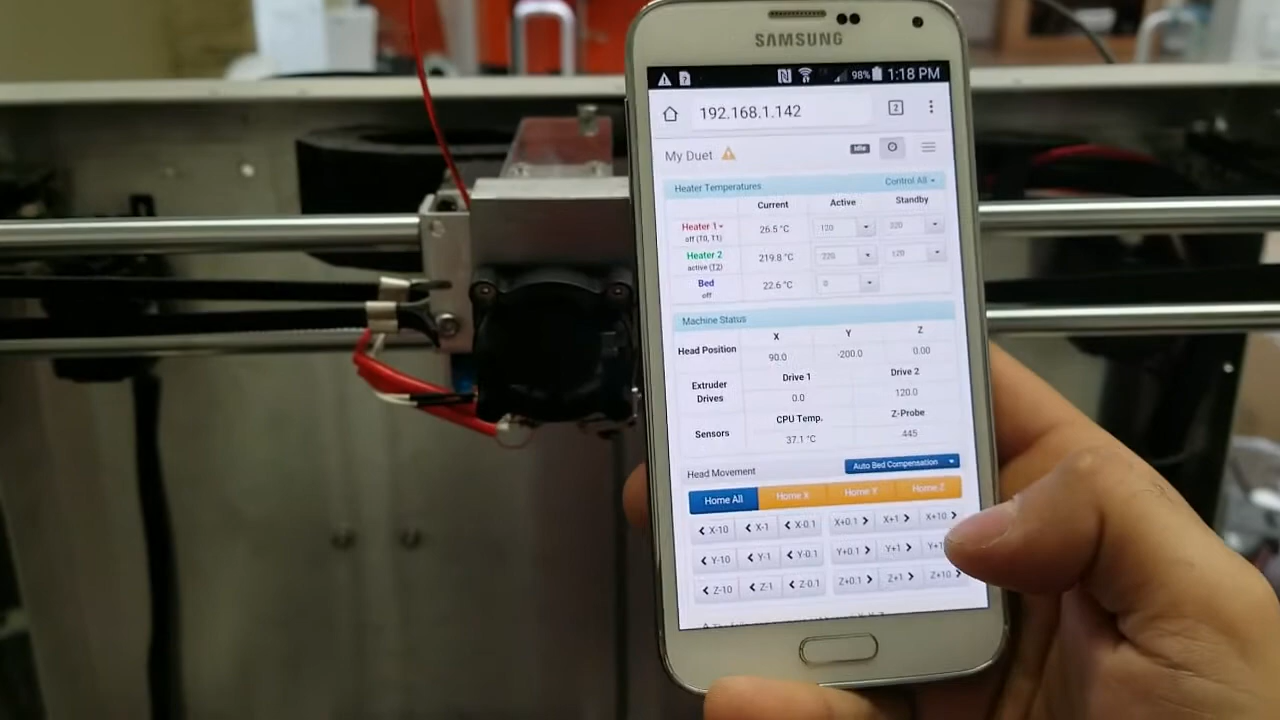 SAMSUNG
98% 1:18 PM
192.168.1.142 2
My Duet Idle
Heater Temperatures Control All
Current Active Standby
Heater 1 26.5 °C 120
off (T0, T1)
Heater 2 219.8 °C 220 120
active (T2)
Bed 22.6 °C 0
off
Machine Status
X Y Z
Head Position 90.0 -200.0 0.00
Extruder Drives Drive 1 Drive 2
0.0 120.0
Sensors CPU Temp. Z-Probe
37.1 °C 445
Head Movement Auto Bed Compensation
Home All Home X Home Y Home Z
X-10 X-1 X-0.1 X+0.1 X+1 X+10
Y-10 Y-1 Y-0.1 Y+0.1 Y+1
Z-10 Z-1 Z-0.1 Z+0.1 Z+1 Z+10